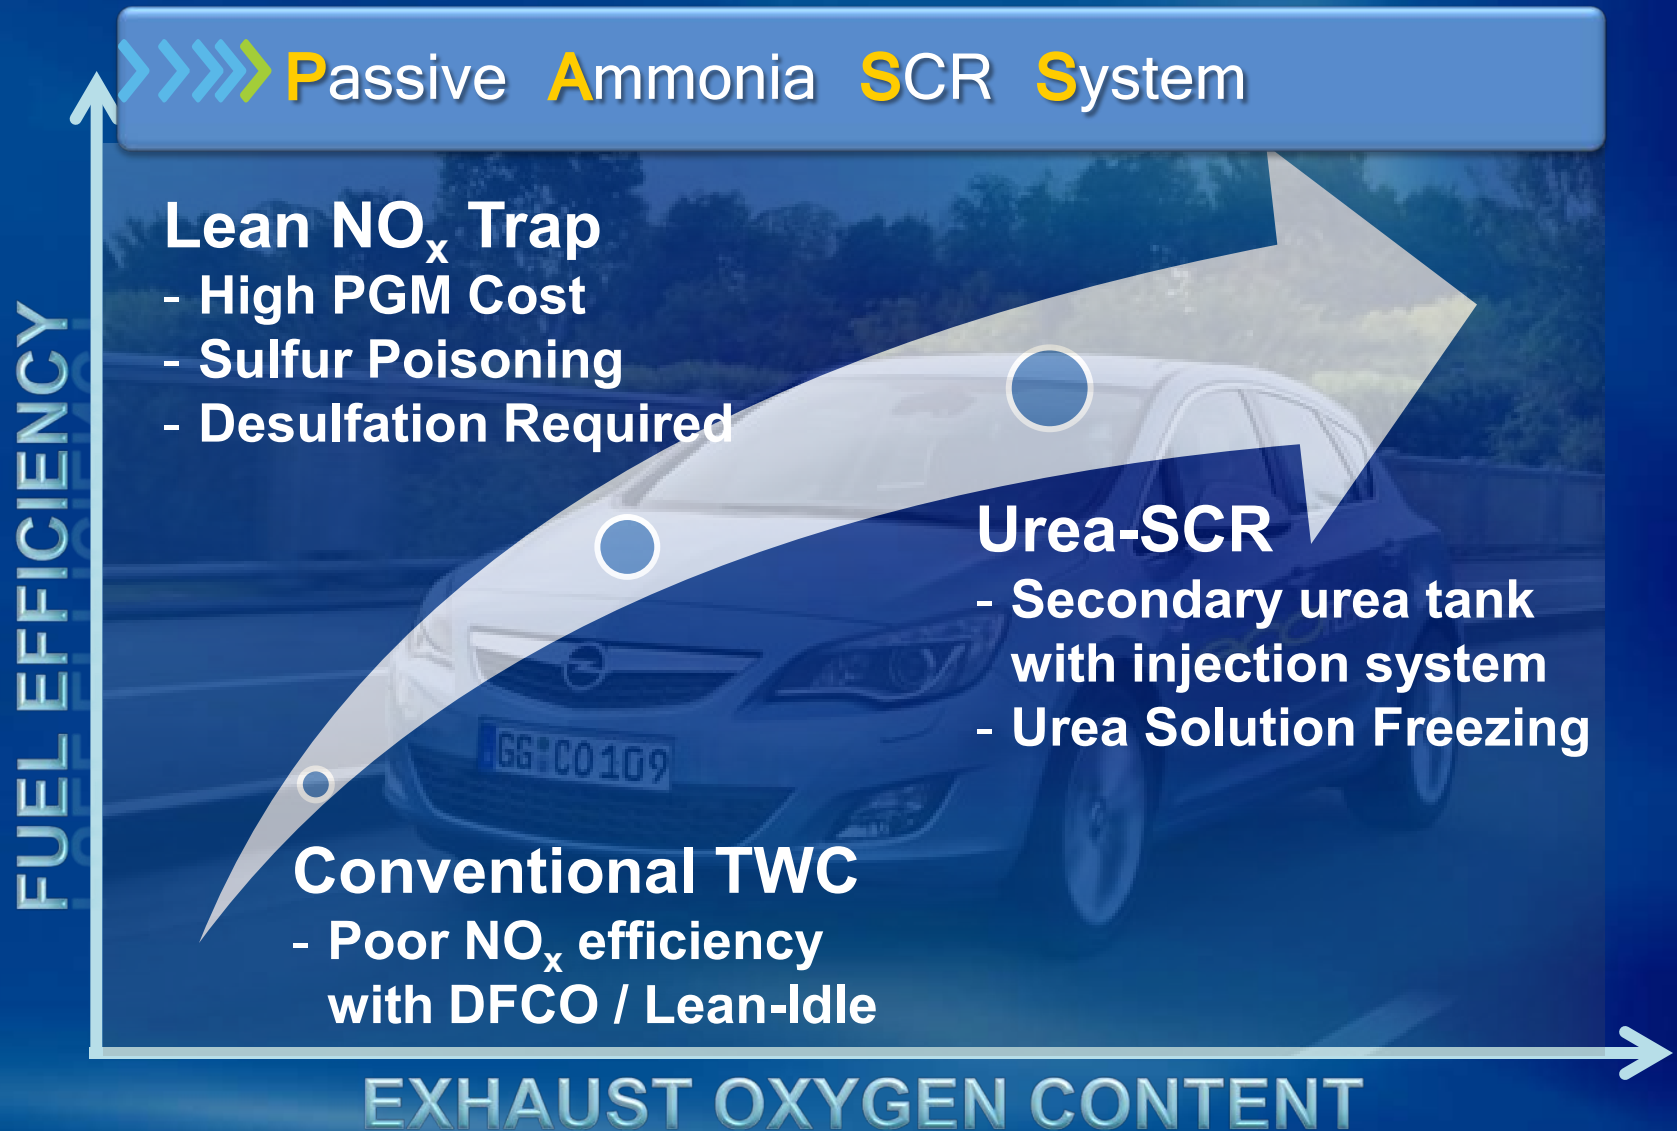 Passive Ammonia SCR System
Lean NOx Trap
- High PGM Cost
- Sulfur Poisoning
- Desulfation Required
Urea-SCR
- Secondary urea tank
with injection system
- Urea Solution Freezing
Conventional TWC
- Poor NOx efficiency
with DFCO / Lean-Idle
FUEL EFFICIENCY
EXHAUST OXYGEN CONTENT
GG CO 109